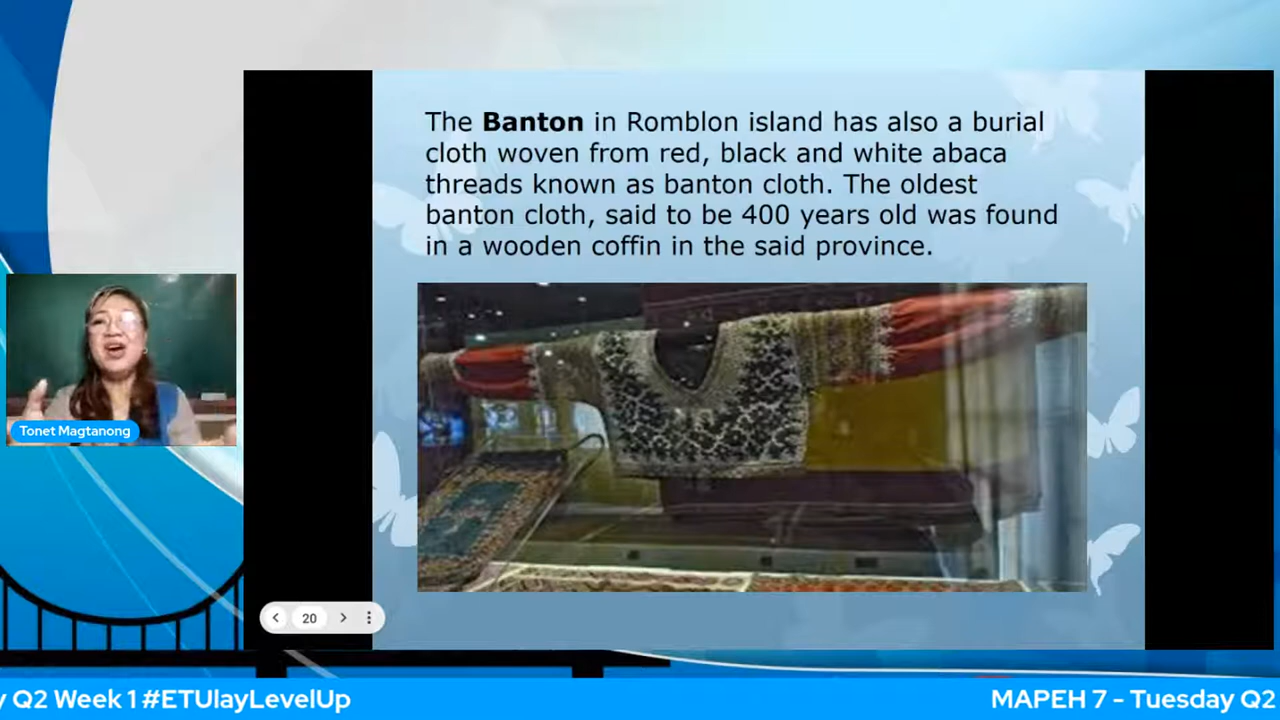 The Banton in Romblon island has also a burial
cloth woven from red, black and white abaca
threads known as banton cloth. The oldest
banton cloth, said to be 400 years old was found
in a wooden coffin in the said province.
Tonet Magtanong
20
y Q2 Week 1 #ETUlayLevelUp
MAPEH 7 - Tuesday Q2